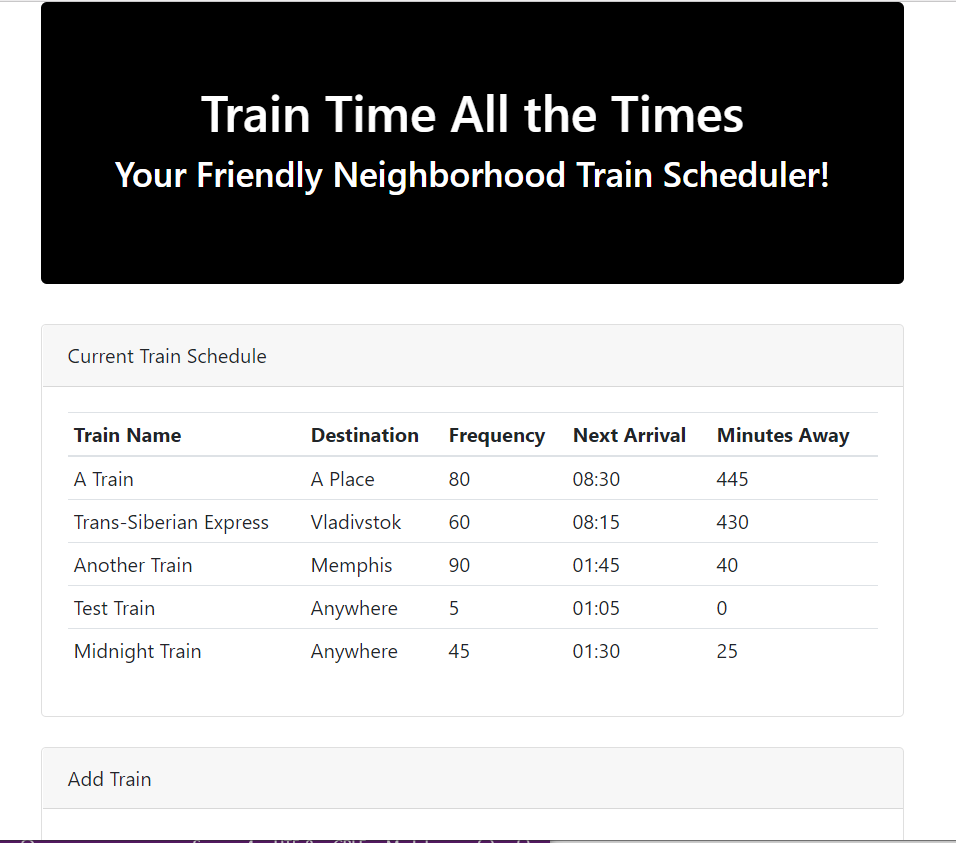 Train Time All the Times
Your Friendly Neighborhood Train Scheduler!
Current Train Schedule
Train Name Destination Frequency Next Arrival Minutes Away
A Train A Place 80 08:30 445
Trans-Siberian Express Vladivstok 60 08:15 430
Another Train Memphis 90 01:45 40
Test Train Anywhere 5 01:05 0
Midnight Train Anywhere 45 01:30 25
Add Train